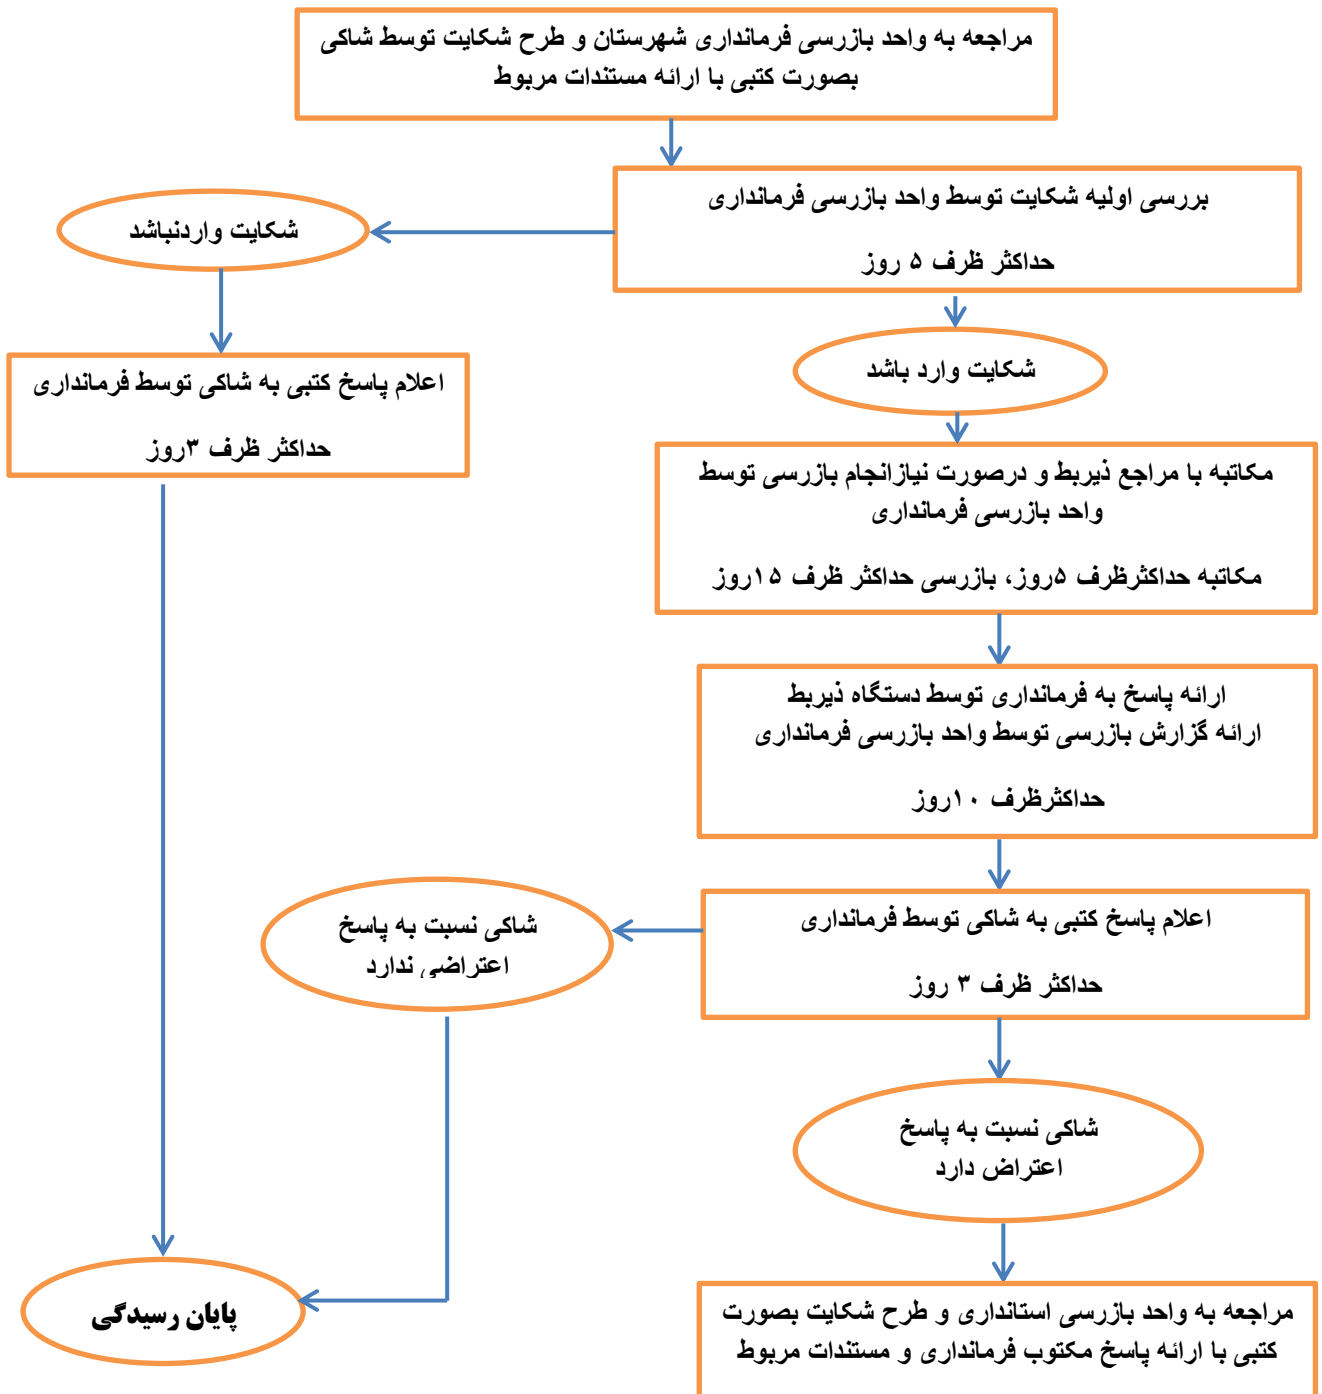 مراجعه به واحد بازرسی فرمانداری شهرستان و طرح شکایت توسط شاکی
بصورت کتبی با ارائه مستندات مربوط
بررسی اولیه شکایت توسط واحد بازرسی فرمانداری
حداکثر ظرف ۵ روز
شکایت واردنباشد
اعلام پاسخ کتبی به شاکی توسط فرمانداری
حداکثر ظرف ۳روز
شکایت وارد باشد
مکاتبه با مراجع ذیربط و درصورت نیازانجام بازرسی توسط
واحد بازرسی فرمانداری
مکاتبه حداکثرظرف ۵روز، بازرسی حداکثر ظرف ۱۵روز
ارائه پاسخ به فرمانداری توسط دستگاه ذیربط
ارائه گزارش بازرسی توسط واحد بازرسی فرمانداری
حداکثرظرف ۱۰روز
اعلام پاسخ کتبی به شاکی توسط فرمانداری
حداکثر ظرف ۳ روز
شاکی نسبت به پاسخ
اعتراضی ندارد
شاکی نسبت به پاسخ
اعتراض دارد
مراجعه به واحد بازرسی استانداری و طرح شکایت بصورت
کتبی با ارائه پاسخ مکتوب فرمانداری و مستندات مربوط
پایان رسیدگی